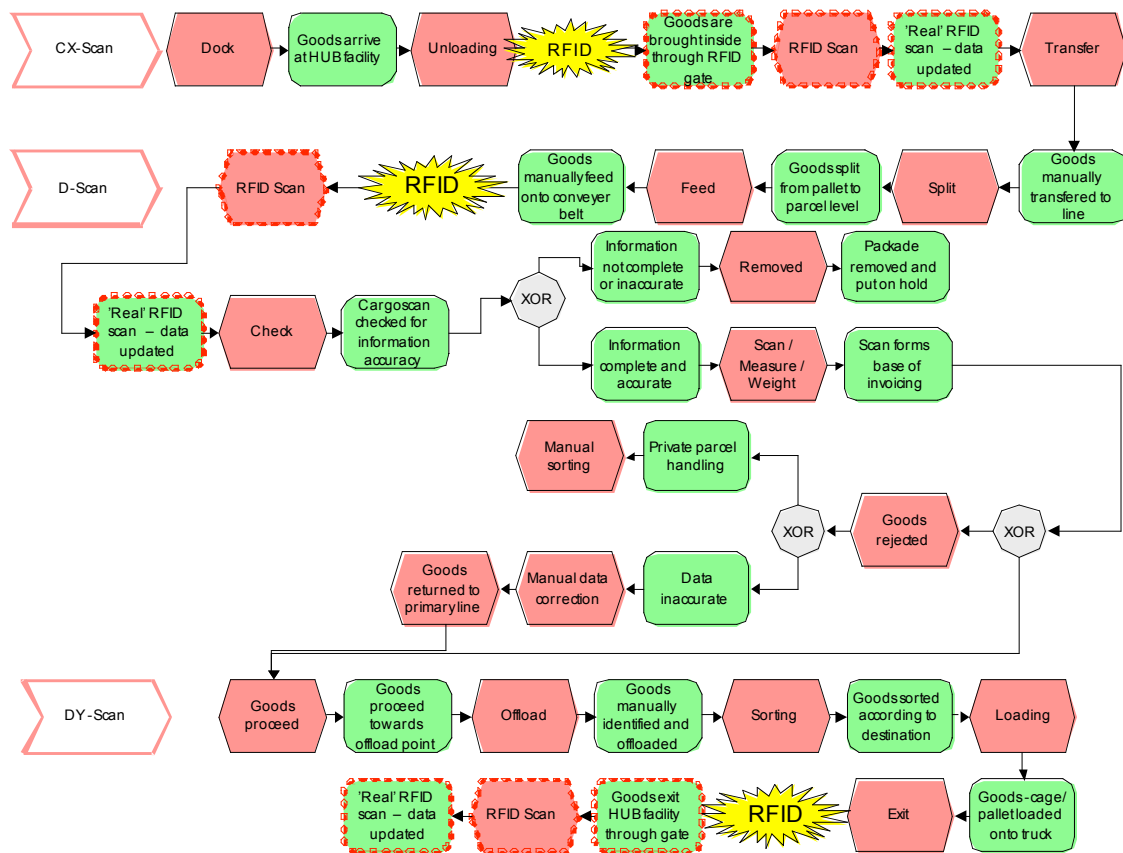 CX-Scan
Dock
Goods arrive
at HUB facility
Unloading
RFID
Goods are
brought inside
through RFID
gate
RFID Scan
'Real' RFID
scan – data
updated
Transfer
D-Scan
RFID Scan
RFID
Goods
manually feed
onto conveyer
belt
Feed
Goods split
from pallet to
parcel level
Split
Goods
manually
transfered to
line
Information
not complete
or inaccurate
Removed
Packade
removed and
put on hold
XOR
'Real' RFID
scan – data
updated
Check
Cargoscan
checked for
information
accuracy
Information
complete and
accurate
Scan /
Measure /
Weight
Scan forms
base of
invoicing
Manual
sorting
Private parcel
handling
XOR
Goods
rejected
XOR
Goods
returned to
primary line
Manual data
correction
Data
inaccurate
DY-Scan
Goods
proceed
Goods
proceed
towards
offload point
Offload
Goods
manually
identified and
offloaded
Sorting
Goods sorted
according to
destination
Loading
'Real' RFID
scan – data
updated
RFID Scan
Goods exit
HUB facility
through gate
RFID
Exit
Goods-cage/
pallet loaded
onto truck